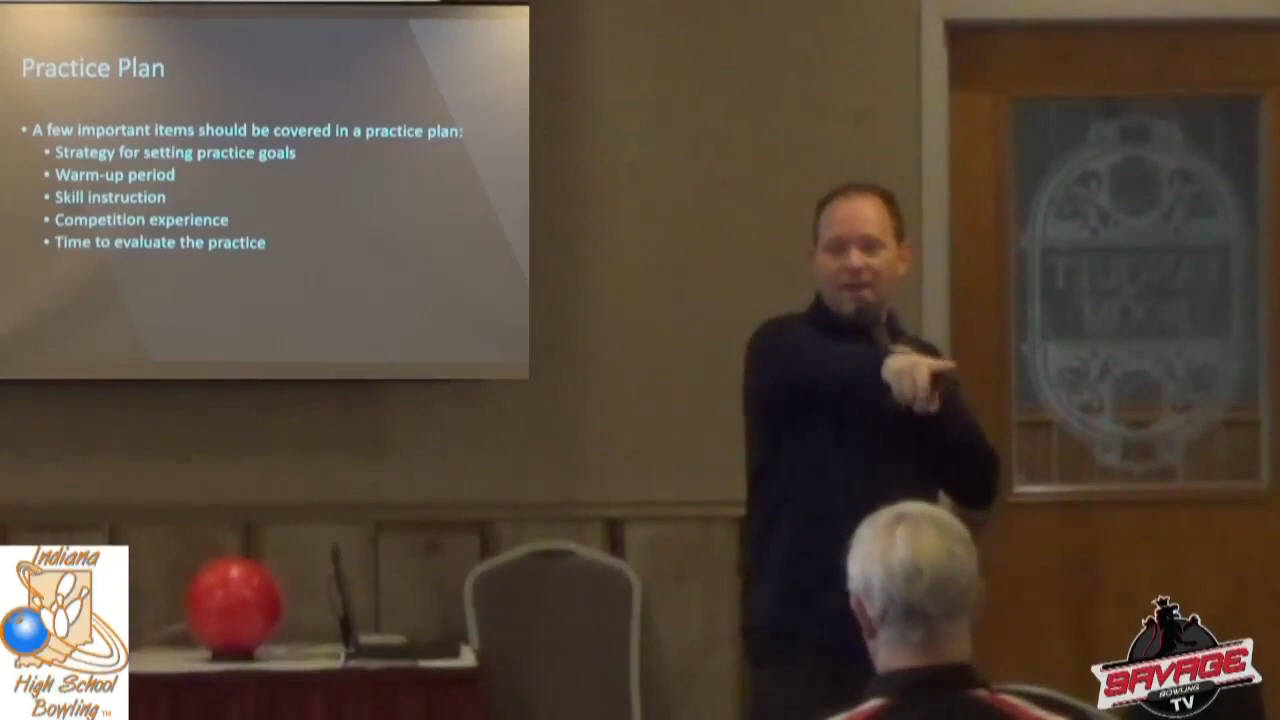 Practice Plan
• A few important items should be covered in a practice plan:
• Strategy for setting practice goals
• Warm-up period
• Skill instruction
• Competition experience
• Time to evaluate the practice
Indiana
High School
Bowling™
SAVAGE
BOWLING
TV